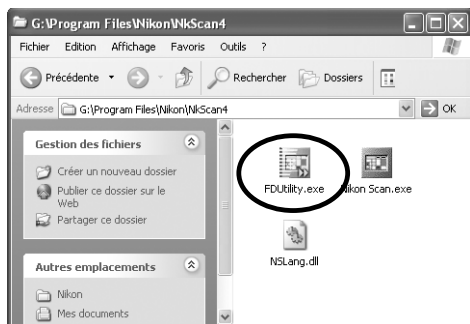 G:\Program Files\Nikon\NkScan4
Fichier Edition Affichage Favoris Outils ?
Précédente Rechercher Dossiers
Adresse G:\Program Files\Nikon\NkScan4 OK
Gestion des fichiers
Créer un nouveau dossier
Publier ce dossier sur le
Web
Partager ce dossier
Autres emplacements
Nikon
Mes documents
FDUtility.exe Nikon Scan.exe
NSLang.dll